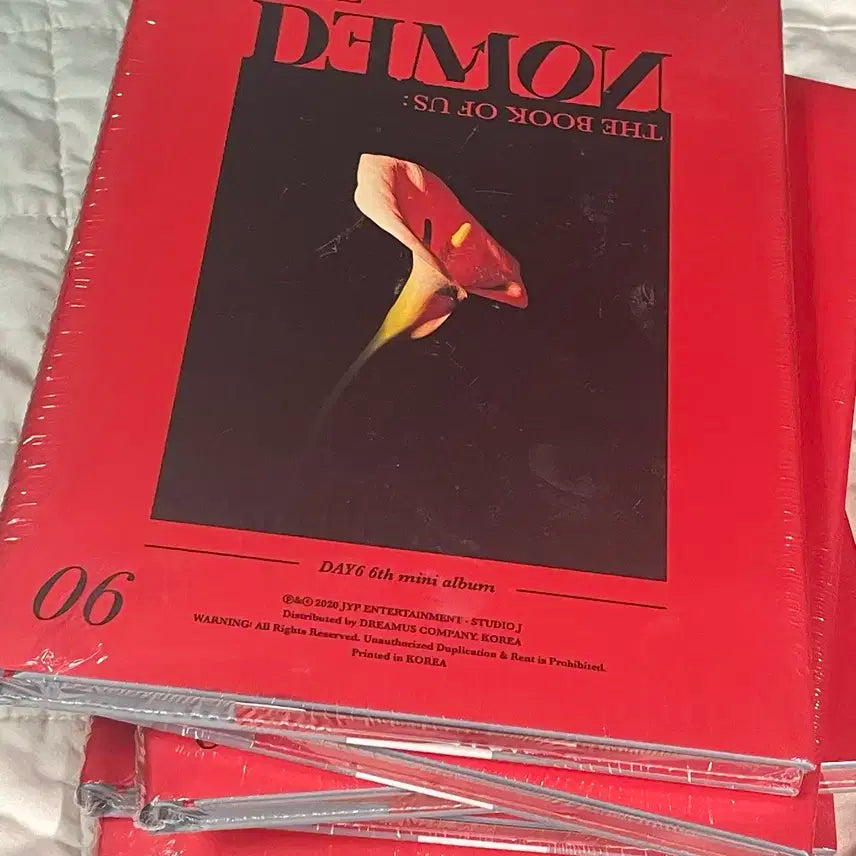 DEMON
THE BOOK OF US :
DAY6 6th mini album
06
℗&© 2020 JYP ENTERTAINMENT - STUDIO J
Distributed by DREAMUS COMPANY. KOREA
WARNING: All Rights Reserved. Unauthorized Duplication & Rent is Prohibited.
Printed in KOREA